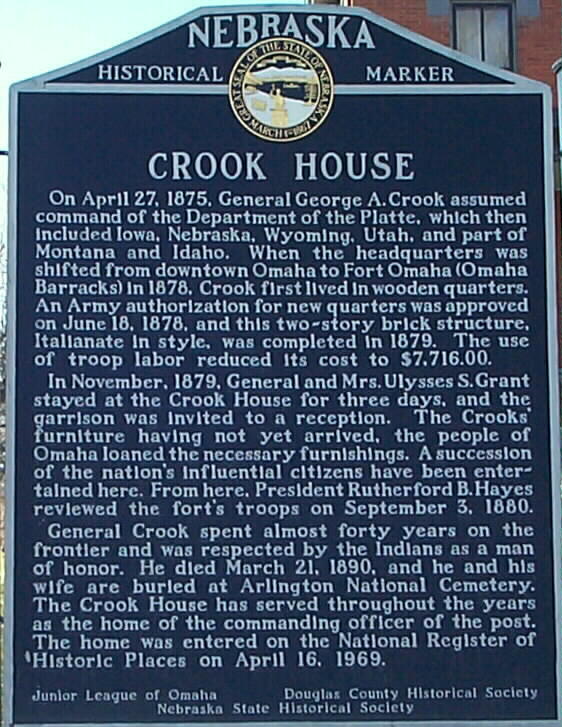 NEBRASKA
HISTORICAL MARKER
GREAT SEAL OF THE STATE OF NEBRASKA
MARCH 1ST 1867
CROOK HOUSE
On April 27, 1875, General George A. Crook assumed
command of the Department of the Platte, which then
included Iowa, Nebraska, Wyoming, Utah, and part of
Montana and Idaho. When the headquarters was
shifted from downtown Omaha to Fort Omaha (Omaha
Barracks) in 1878, Crook first lived in wooden quarters.
An Army authorization for new quarters was approved
on June 18, 1878, and this two-story brick structure,
Italianate in style, was completed in 1879. The use
of troop labor reduced its cost to $7,716.00.
In November, 1879, General and Mrs. Ulysses S. Grant
stayed at the Crook House for three days, and the
garrison was invited to a reception. The Crooks'
furniture having not yet arrived, the people of
Omaha loaned the necessary furnishings. A succession
of the nation's influential citizens have been enter-
tained here. From here, President Rutherford B. Hayes
reviewed the fort's troops on September 3, 1880.
General Crook spent almost forty years on the
frontier and was respected by the Indians as a man
of honor. He died March 21, 1890, and he and his
wife are buried at Arlington National Cemetery.
The Crook House has served throughout the years
as the home of the commanding officer of the post.
The home was entered on the National Register of
Historic Places on April 16, 1969.
Junior League of Omaha Douglas County Historical Society
Nebraska State Historical Society